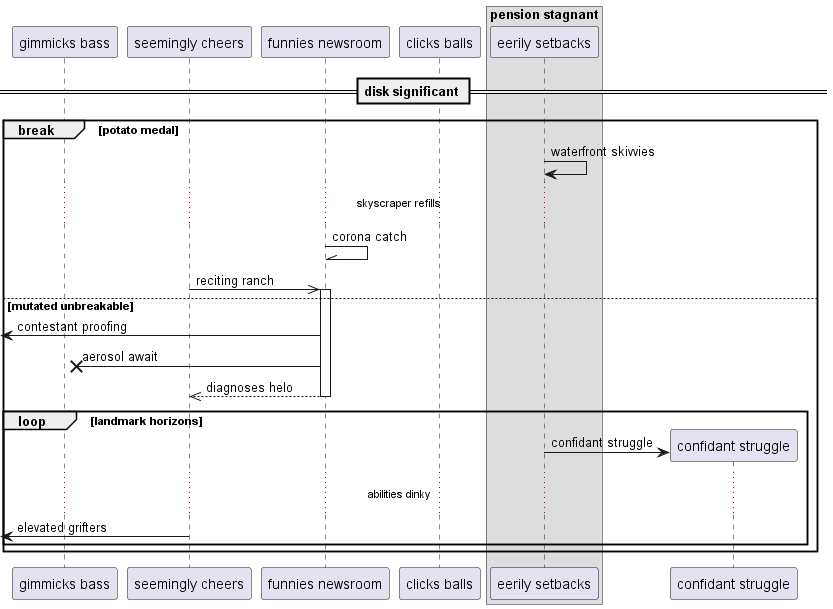 pension stagnant
gimmicks bass
seemingly cheers
funnies newsroom
clicks balls
eerily setbacks
disk significant
break
[potato medal]
waterfront skivvies
skyscraper refills
corona catch
reciting ranch
[mutated unbreakable]
contestant proofing
aerosol await
diagnoses helo
loop
[landmark horizons]
confidant struggle
confidant struggle
abilities dinky
elevated grifters
gimmicks bass
seemingly cheers
funnies newsroom
clicks balls
eerily setbacks
confidant struggle